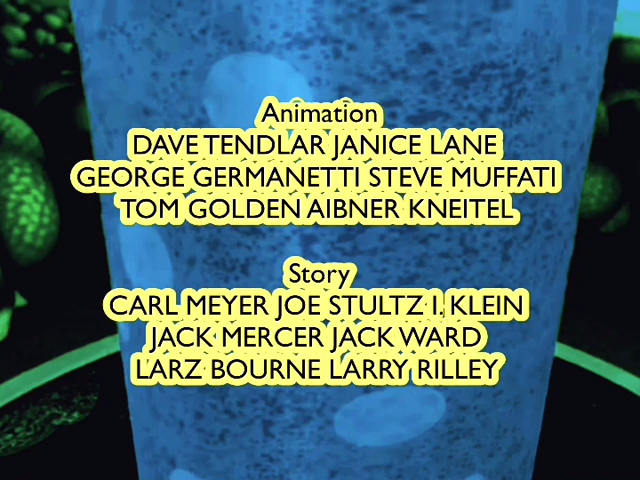 Animation
DAVE TENDLAR JANICE LANE
GEORGE GERMANETTI STEVE MUFFATI
TOM GOLDEN AIBNER KNEITEL
Story
CARL MEYER JOE STULTZ I. KLEIN
JACK MERCER JACK WARD
LARZ BOURNE LARRY RILLEY